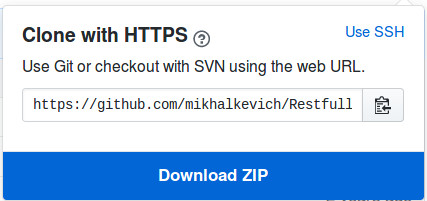 Clone with HTTPS ?
Use SSH
Use Git or checkout with SVN using the web URL.
https://github.com/mikhalkevich/Restfull
Download ZIP